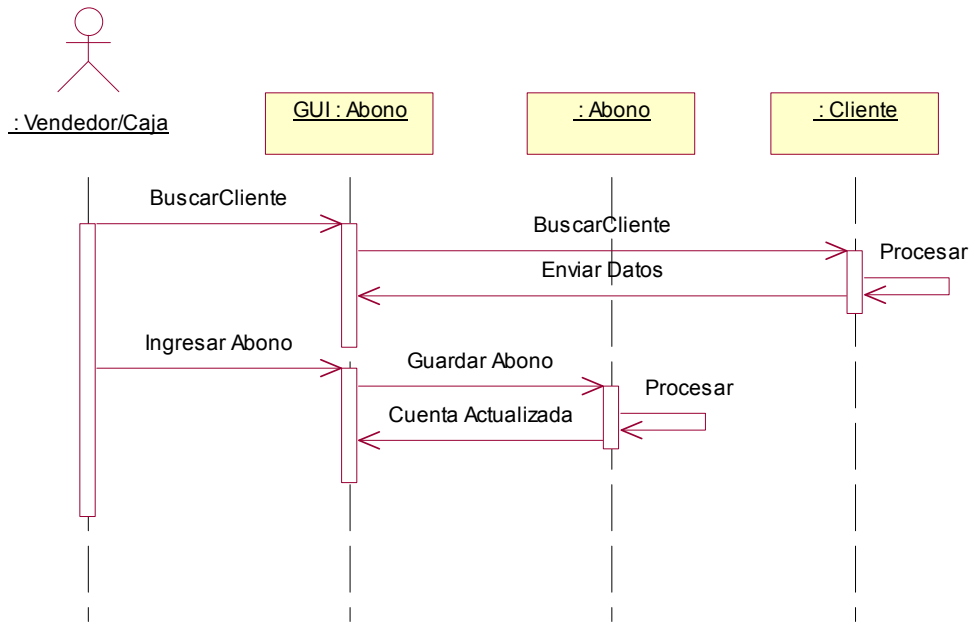 : Vendedor/Caja
GUI : Abono
: Abono
: Cliente
BuscarCliente
BuscarCliente
Procesar
Enviar Datos
Ingresar Abono
Guardar Abono
Procesar
Cuenta Actualizada